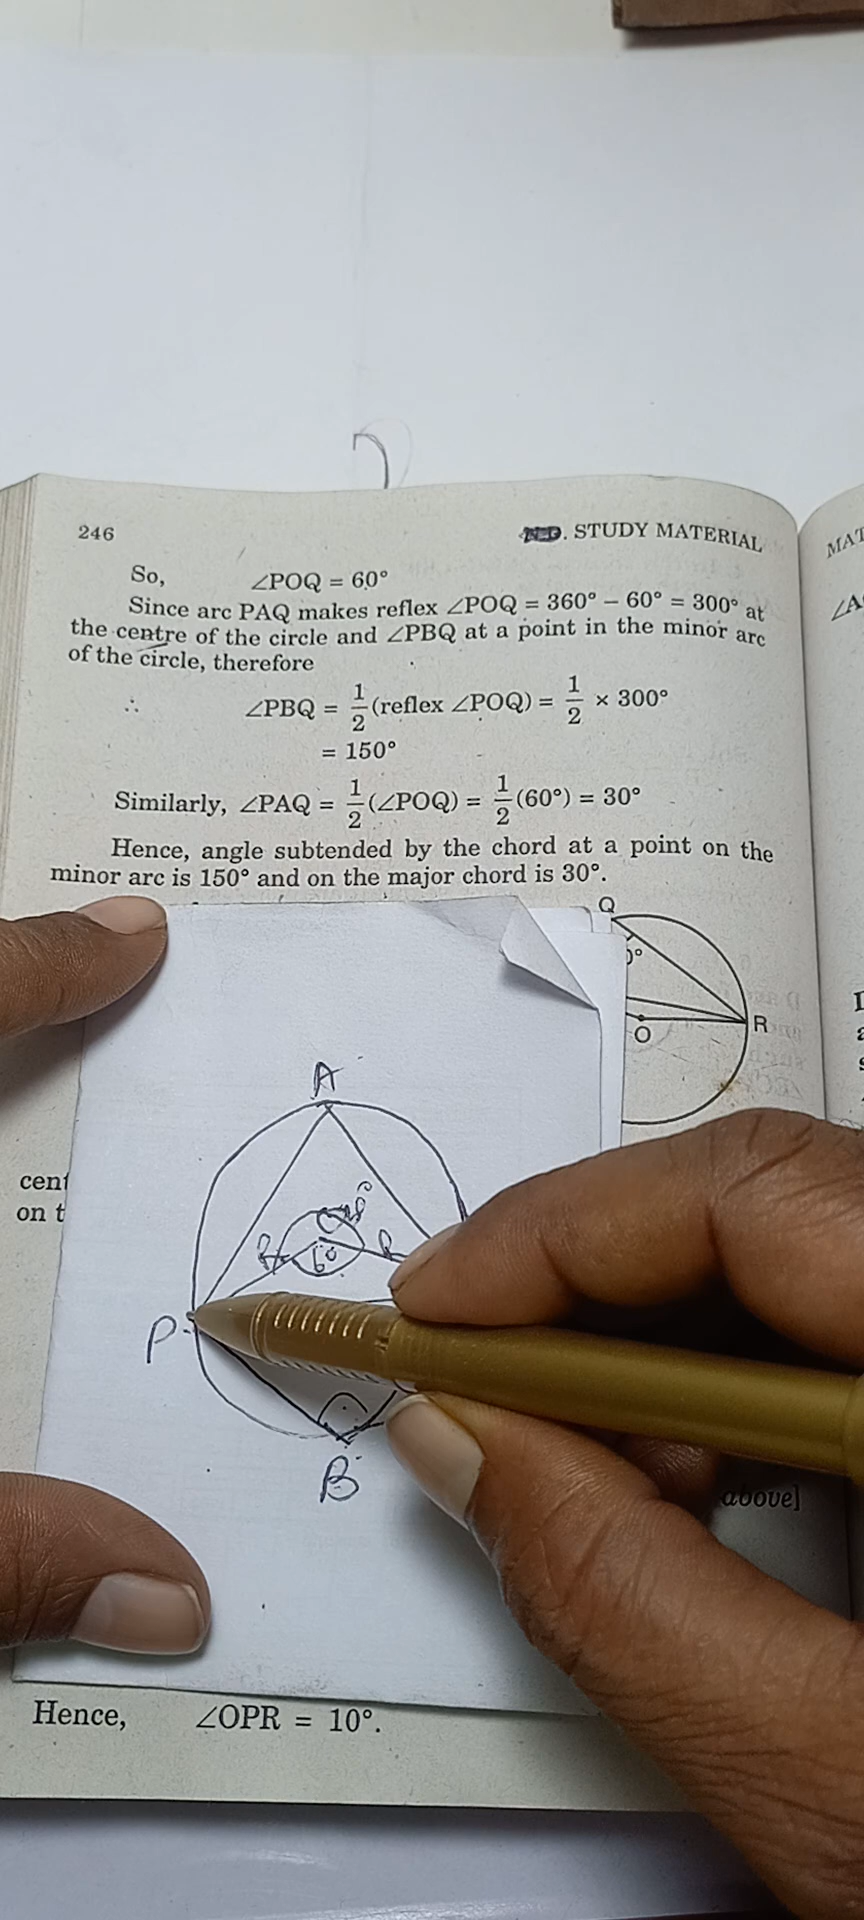 246
. STUDY MATERIAL
MAT
So, ∠POQ = 60°
Since arc PAQ makes reflex ∠POQ = 360° – 60° = 300° at
the centre of the circle and ∠PBQ at a point in the minor arc
of the circle, therefore
∴ ∠PBQ = 1/2 (reflex ∠POQ) = 1/2 × 300°
= 150°
Similarly, ∠PAQ = 1/2 (∠POQ) = 1/2 (60°) = 30°
Hence, angle subtended by the chord at a point on the
minor arc is 150° and on the major chord is 30°.
Q
R
O
A
60
P
B
cent
on t
above]
Hence, ∠OPR = 10°.